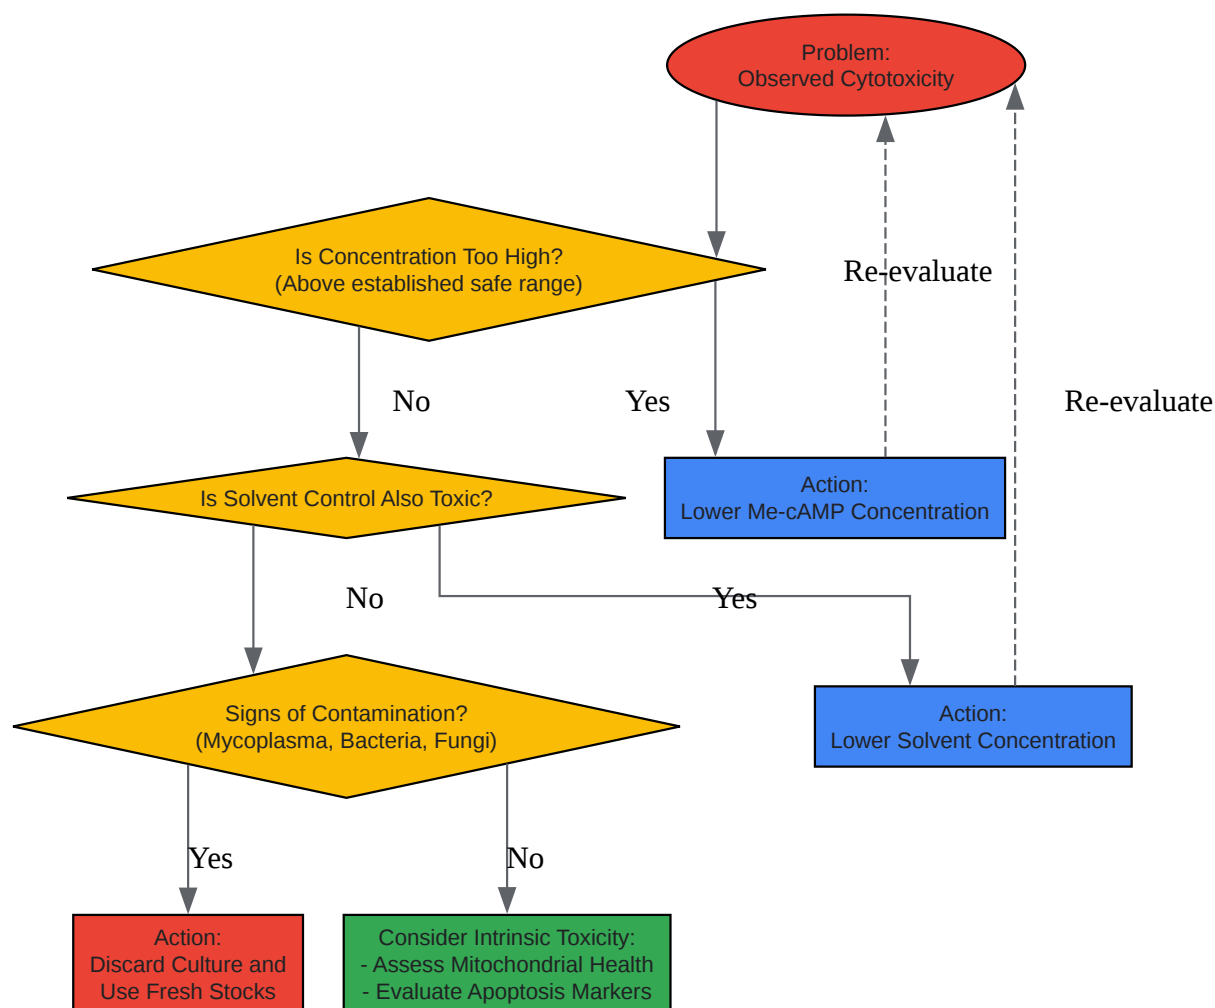 Problem:
Observed Cytotoxicity
Is Concentration Too High?
(Above established safe range)
Re-evaluate
No
Yes
Re-evaluate
Is Solvent Control Also Toxic?
Action:
Lower Me-cAMP Concentration
No
Yes
Signs of Contamination?
(Mycoplasma, Bacteria, Fungi)
Action:
Lower Solvent Concentration
Yes
No
Action:
Discard Culture and
Use Fresh Stocks
Consider Intrinsic Toxicity:
- Assess Mitochondrial Health
- Evaluate Apoptosis Markers